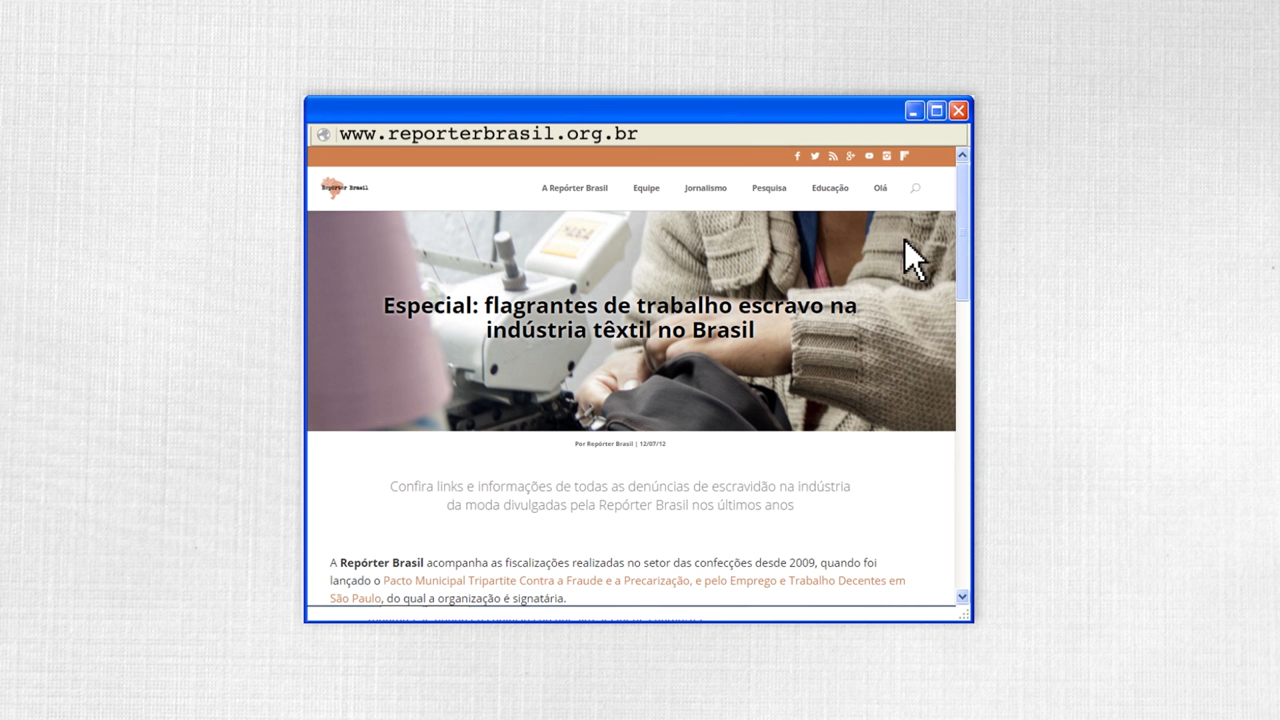 www.reporterbrasil.org.br
Repórter Brasil
A Repórter Brasil Equipe Jornalismo Pesquisa Educação Olá
Especial: flagrantes de trabalho escravo na
indústria têxtil no Brasil
Por Repórter Brasil | 12/07/12
Confira links e informações de todas as denúncias de escravidão na indústria
da moda divulgadas pela Repórter Brasil nos últimos anos
A Repórter Brasil acompanha as fiscalizações realizadas no setor das confecções desde 2009, quando foi
lançado o Pacto Municipal Tripartite Contra a Fraude e a Precarização, e pelo Emprego e Trabalho Decentes em
São Paulo, do qual a organização é signatária.